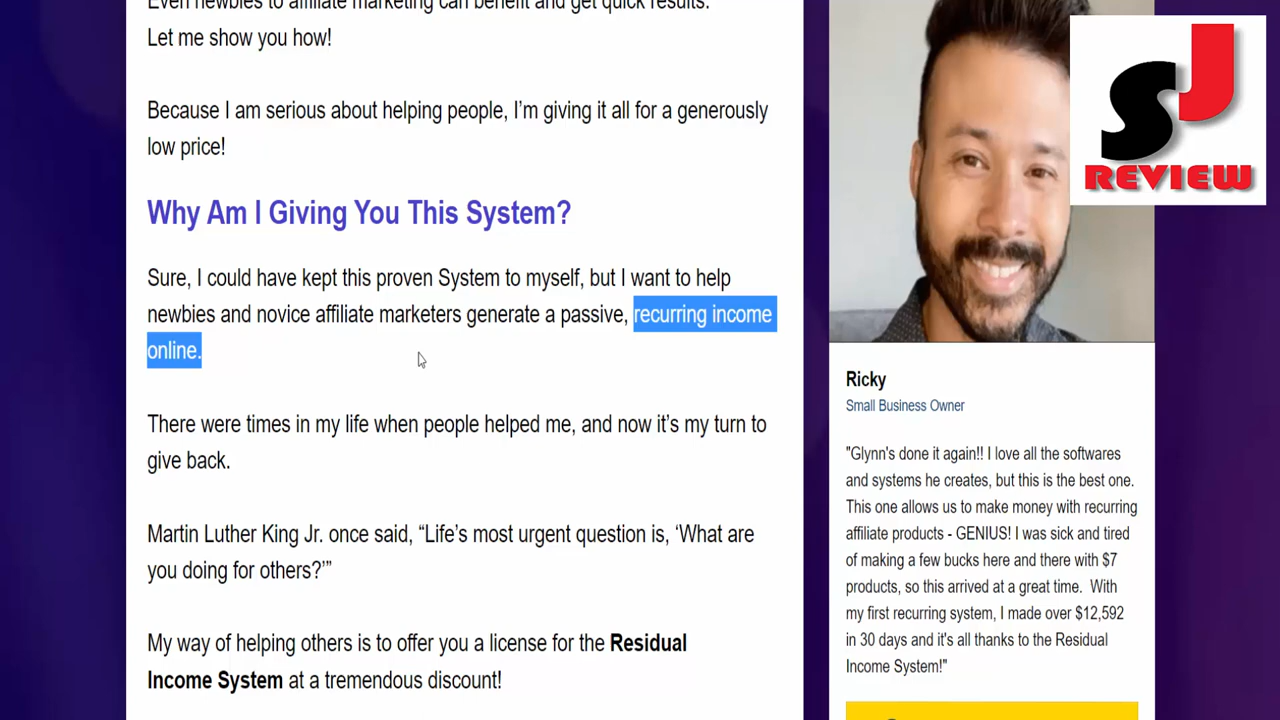 Even newbies to affiliate marketing can benefit and get quick results.
Let me show you how!
Because I am serious about helping people, I’m giving it all for a generously
low price!
Why Am I Giving You This System?
Sure, I could have kept this proven System to myself, but I want to help
newbies and novice affiliate marketers generate a passive, recurring income
online.
There were times in my life when people helped me, and now it’s my turn to
give back.
Martin Luther King Jr. once said, “Life’s most urgent question is, ‘What are
you doing for others?’”
My way of helping others is to offer you a license for the Residual
Income System at a tremendous discount!
SJ
REVIEW
Ricky
Small Business Owner
"Glynn's done it again!! I love all the softwares
and systems he creates, but this is the best one.
This one allows us to make money with recurring
affiliate products - GENIUS! I was sick and tired
of making a few bucks here and there with $7
products, so this arrived at a great time.  With
my first recurring system, I made over $12,592
in 30 days and it's all thanks to the Residual
Income System!"